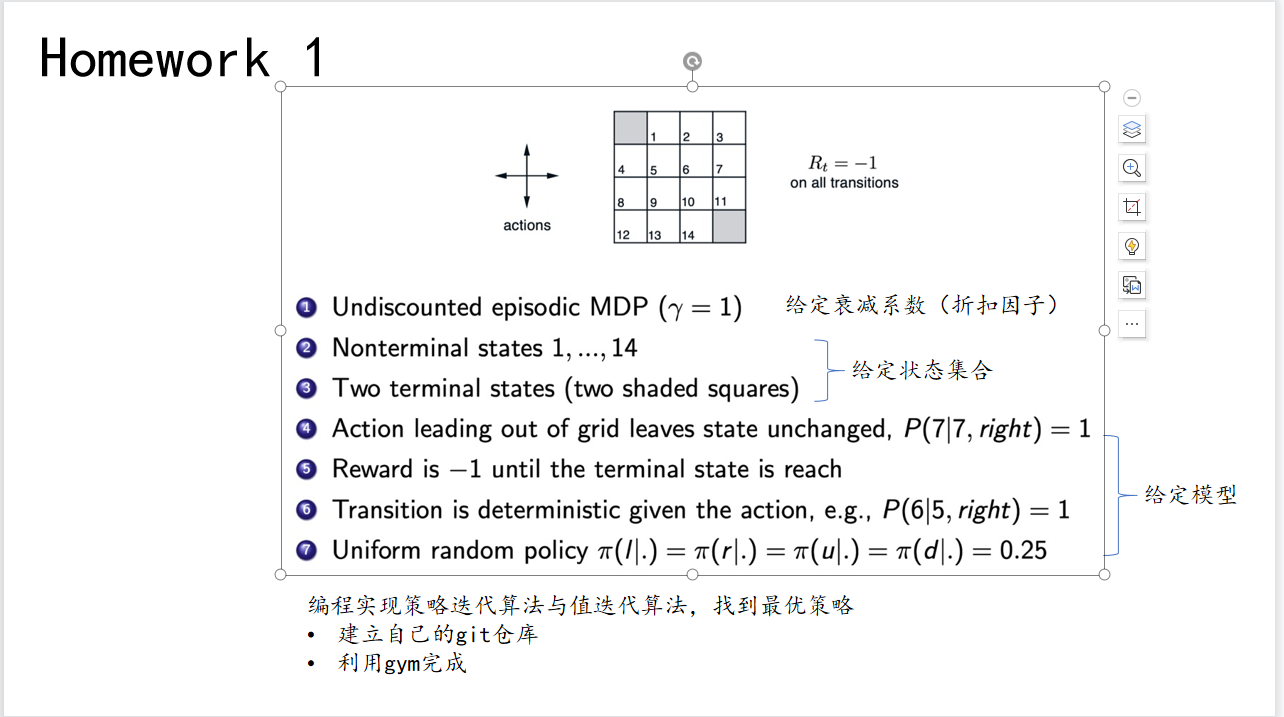 Homework 1
1 2 3
4 5 6 7
8 9 10 11
12 13 14
actions
R_t = −1
on all transitions
1 Undiscounted episodic MDP (γ = 1) 给定衰减系数（折扣因子）
2 Nonterminal states 1, ..., 14
给定状态集合
3 Two terminal states (two shaded squares)
4 Action leading out of grid leaves state unchanged, P(7|7, right) = 1
5 Reward is −1 until the terminal state is reach
给定模型
6 Transition is deterministic given the action, e.g., P(6|5, right) = 1
7 Uniform random policy π(l|.) = π(r|.) = π(u|.) = π(d|.) = 0.25
编程实现策略迭代算法与值迭代算法，找到最优策略
• 建立自己的git仓库
• 利用gym完成